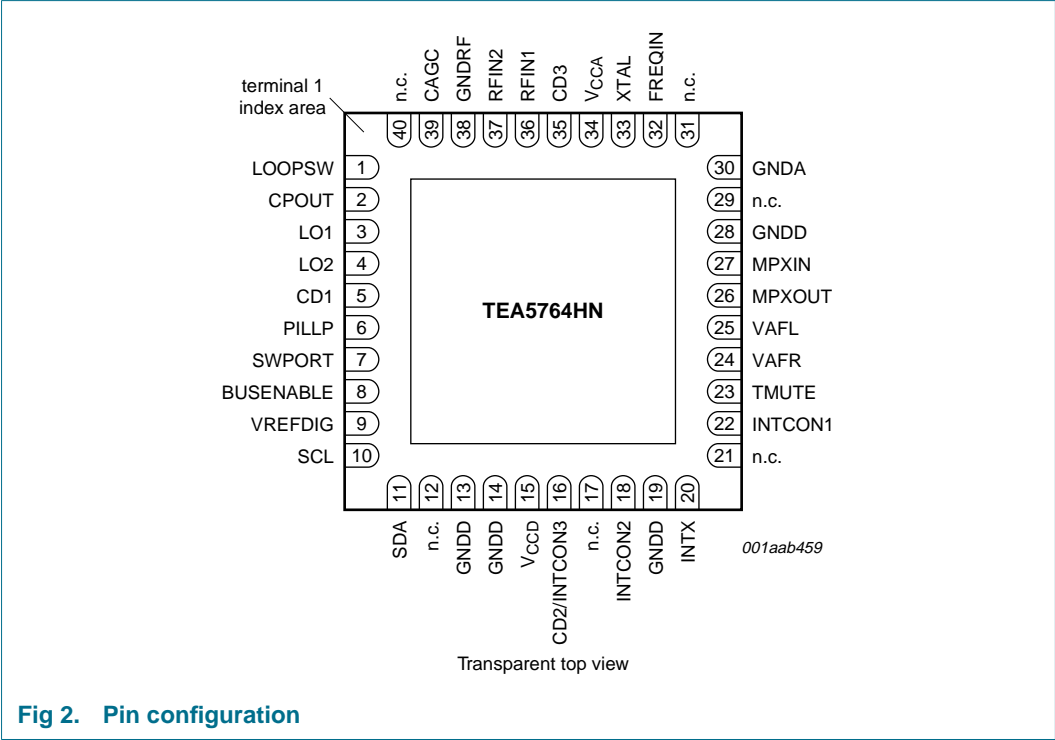 terminal 1
index area
n.c.
CAGC
GNDRF
RFIN2
RFIN1
CD3
VCCA
XTAL
FREQIN
n.c.
40
39
38
37
36
35
34
33
32
31
LOOPSW 1
CPOUT 2
LO1 3
LO2 4
CD1 5
PILLP 6
SWPORT 7
BUSENABLE 8
VREFDIG 9
SCL 10
TEA5764HN
30 GNDA
29 n.c.
28 GNDD
27 MPXIN
26 MPXOUT
25 VAFL
24 VAFR
23 TMUTE
22 INTCON1
21 n.c.
11
12
13
14
15
16
17
18
19
20
SDA
n.c.
GNDD
GNDD
VCCD
CD2/INTCON3
n.c.
INTCON2
GNDD
INTX
001aab459
Transparent top view
Fig 2. Pin configuration